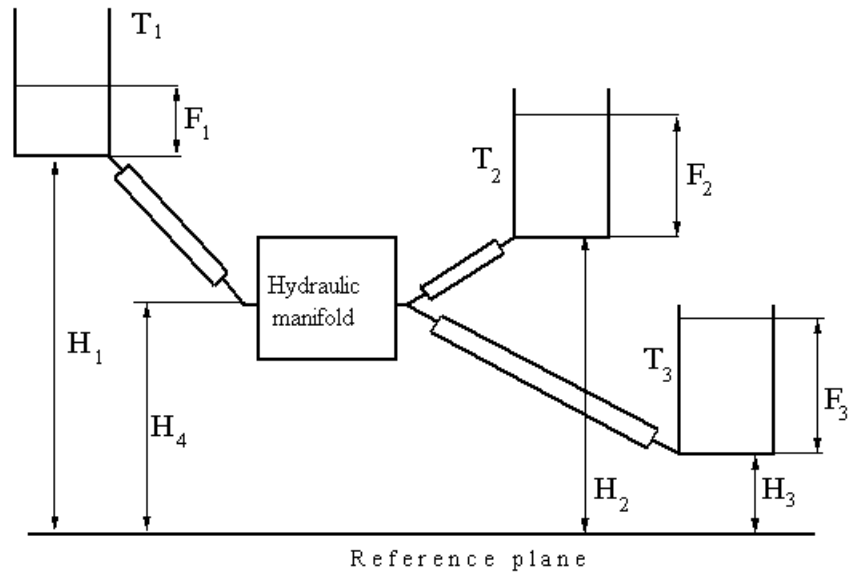 T1
F1
T2
F2
Hydraulic
manifold
H1
H4
T3
F3
H2
H3
Reference plane